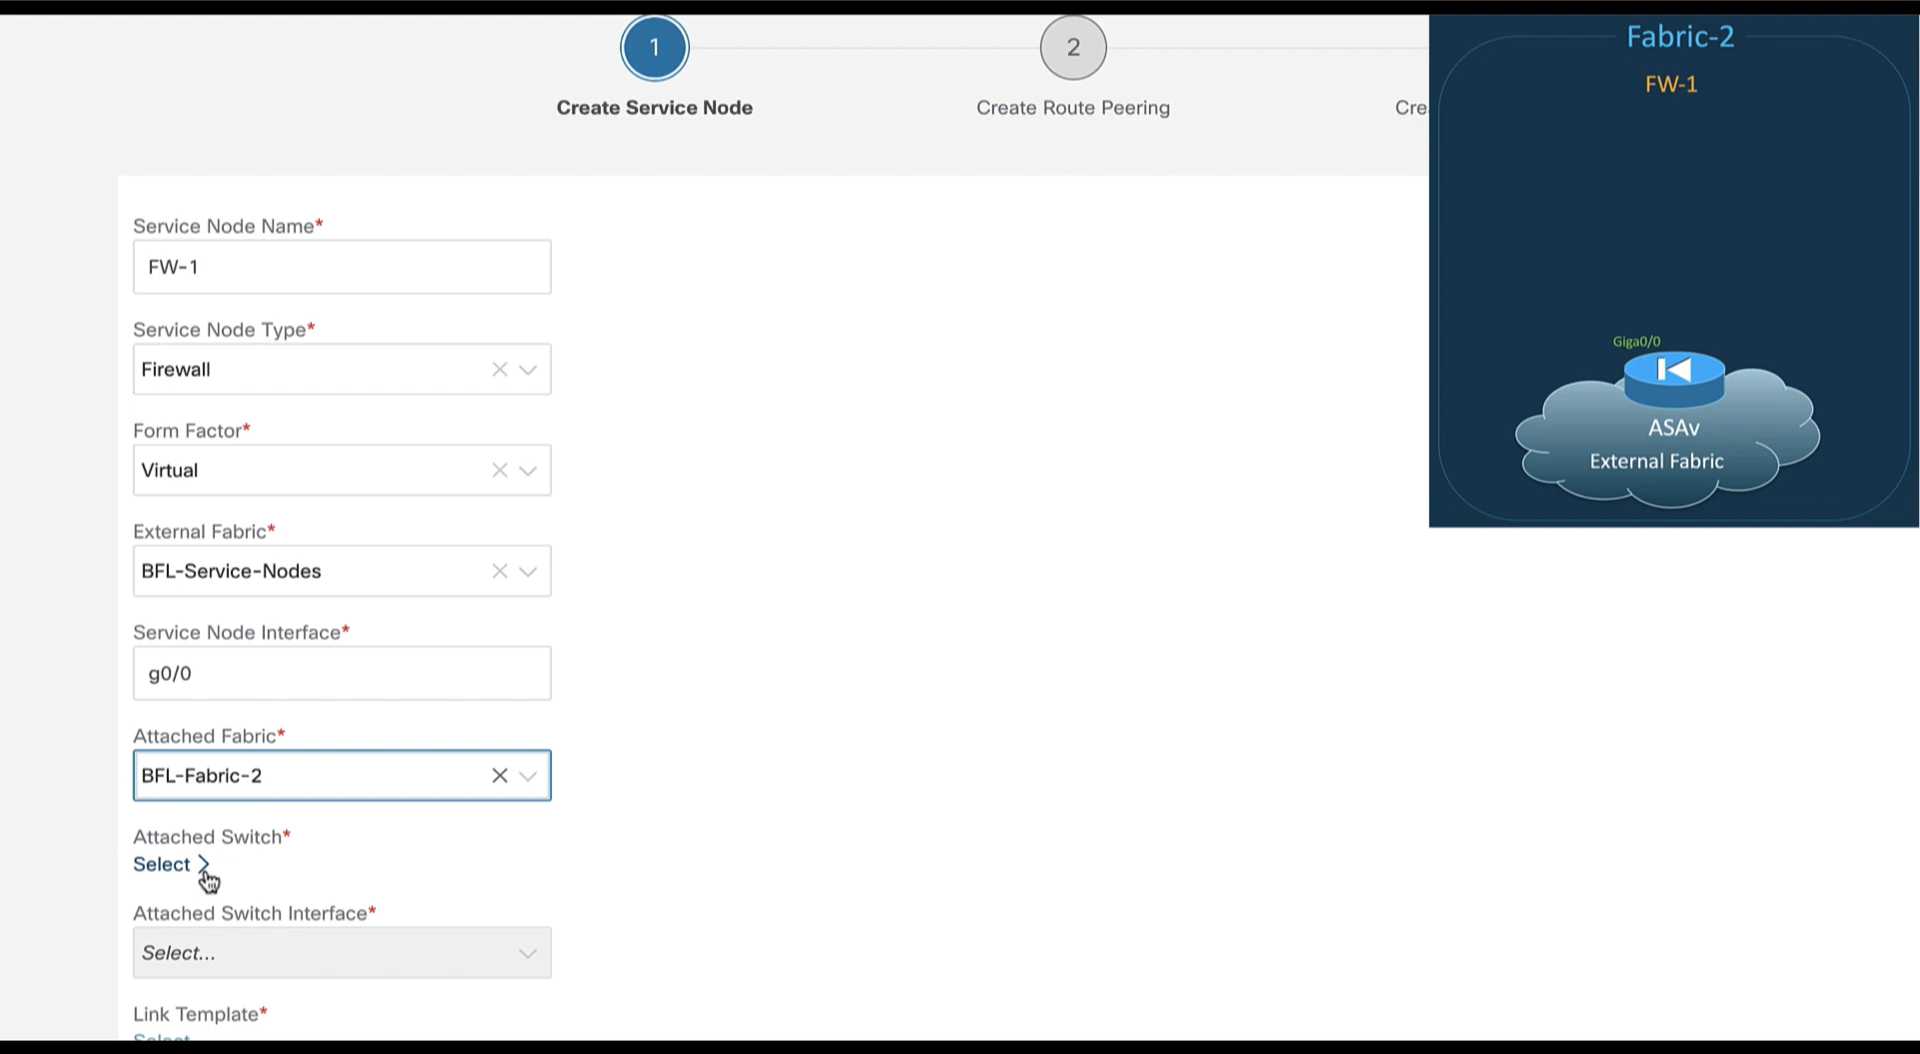 1
2
Create Service Node
Create Route Peering
Cre
Fabric-2
FW-1
Service Node Name*
FW-1
Service Node Type*
Firewall
Form Factor*
Virtual
External Fabric*
BFL-Service-Nodes
Service Node Interface*
g0/0
Attached Fabric*
BFL-Fabric-2
Attached Switch*
Select
Attached Switch Interface*
Select...
Link Template*
Select
Giga0/0
ASAv
External Fabric